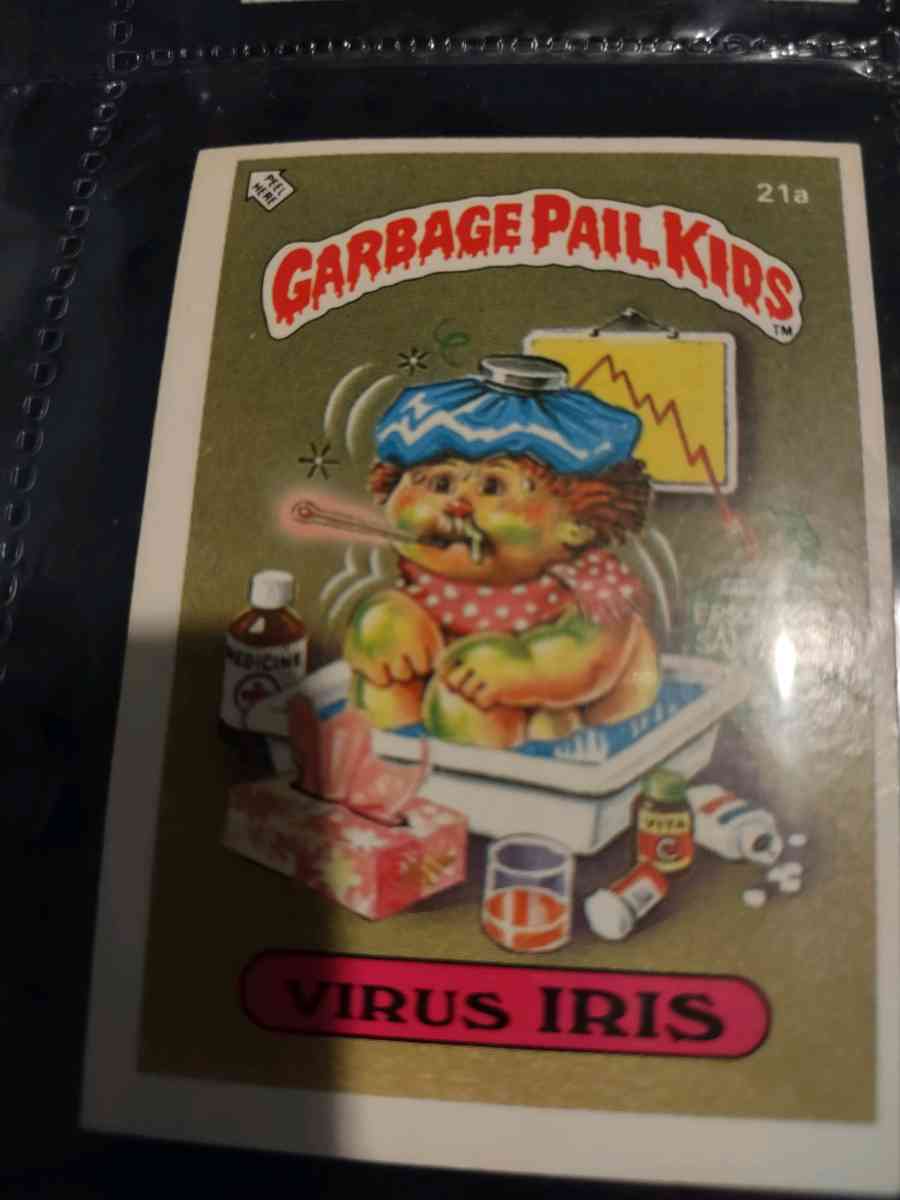 PEEL
HERE
21a
GARBAGE PAIL KIDS
TM
MEDICINE
VITA
C
VIRUS IRIS